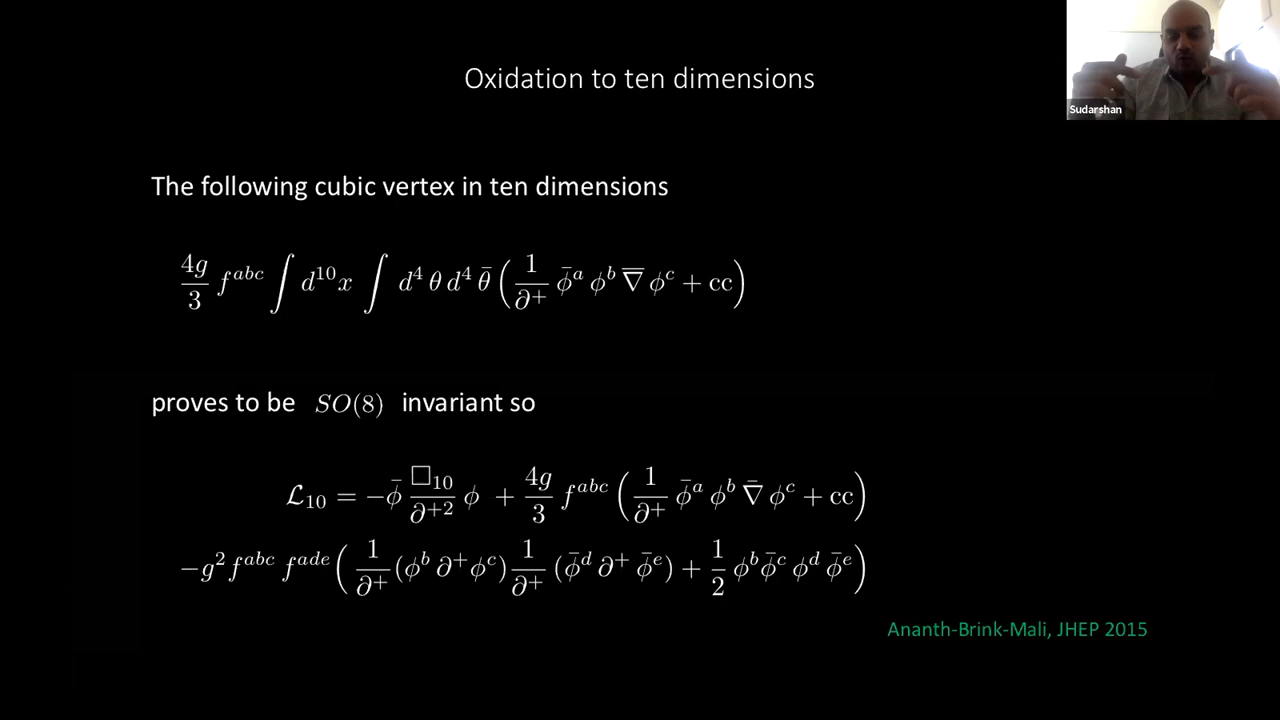 Oxidation to ten dimensions
Sudarshan
The following cubic vertex in ten dimensions
$\frac{4g}{3} f^{abc} \int d^{10}x \int d^4\theta \, d^4\bar{\theta} \left( \frac{1}{\partial^+} \bar{\phi}^a \phi^b \overline{\nabla} \phi^c + \text{cc} \right)$
proves to be $SO(8)$ invariant so
$\mathcal{L}_{10} = -\bar{\phi} \frac{\Box_{10}}{\partial^{+2}} \phi + \frac{4g}{3} f^{abc} \left( \frac{1}{\partial^+} \bar{\phi}^a \phi^b \bar{\nabla} \phi^c + \text{cc} \right)$
$-g^2 f^{abc} f^{ade} \left( \frac{1}{\partial^+} (\phi^b \partial^+ \phi^c) \frac{1}{\partial^+} (\bar{\phi}^d \partial^+ \bar{\phi}^e) + \frac{1}{2} \phi^b \bar{\phi}^c \phi^d \bar{\phi}^e \right)$
Ananth-Brink-Mali, JHEP 2015